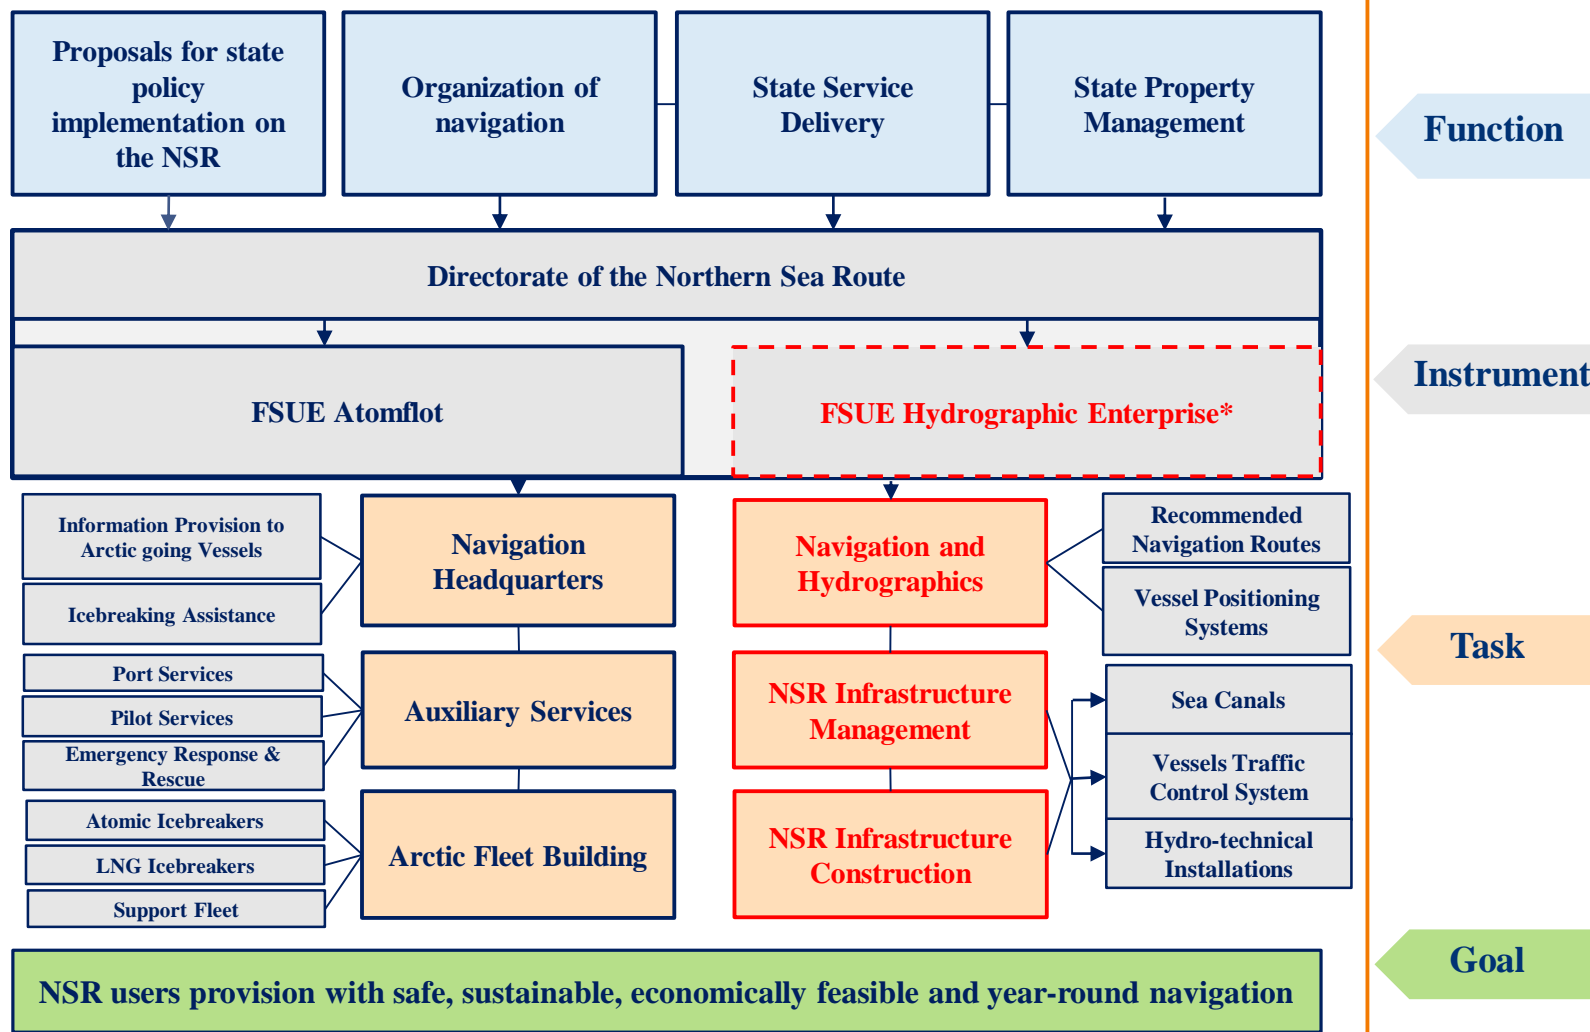 Proposals for state
policy
implementation on
the NSR
Organization of
navigation
State Service
Delivery
State Property
Management
Function
Directorate of the Northern Sea Route
FSUE Atomflot
FSUE Hydrographic Enterprise*
Instrument
Information Provision to
Arctic going Vessels
Icebreaking Assistance
Navigation
Headquarters
Navigation and
Hydrographics
Recommended
Navigation Routes
Vessel Positioning
Systems
Port Services
Pilot Services
Emergency Response &
Rescue
Auxiliary Services
NSR Infrastructure
Management
Sea Canals
Vessels Traffic
Control System
Hydro-technical
Installations
Task
Atomic Icebreakers
LNG Icebreakers
Support Fleet
Arctic Fleet Building
NSR Infrastructure
Construction
NSR users provision with safe, sustainable, economically feasible and year-round navigation
Goal